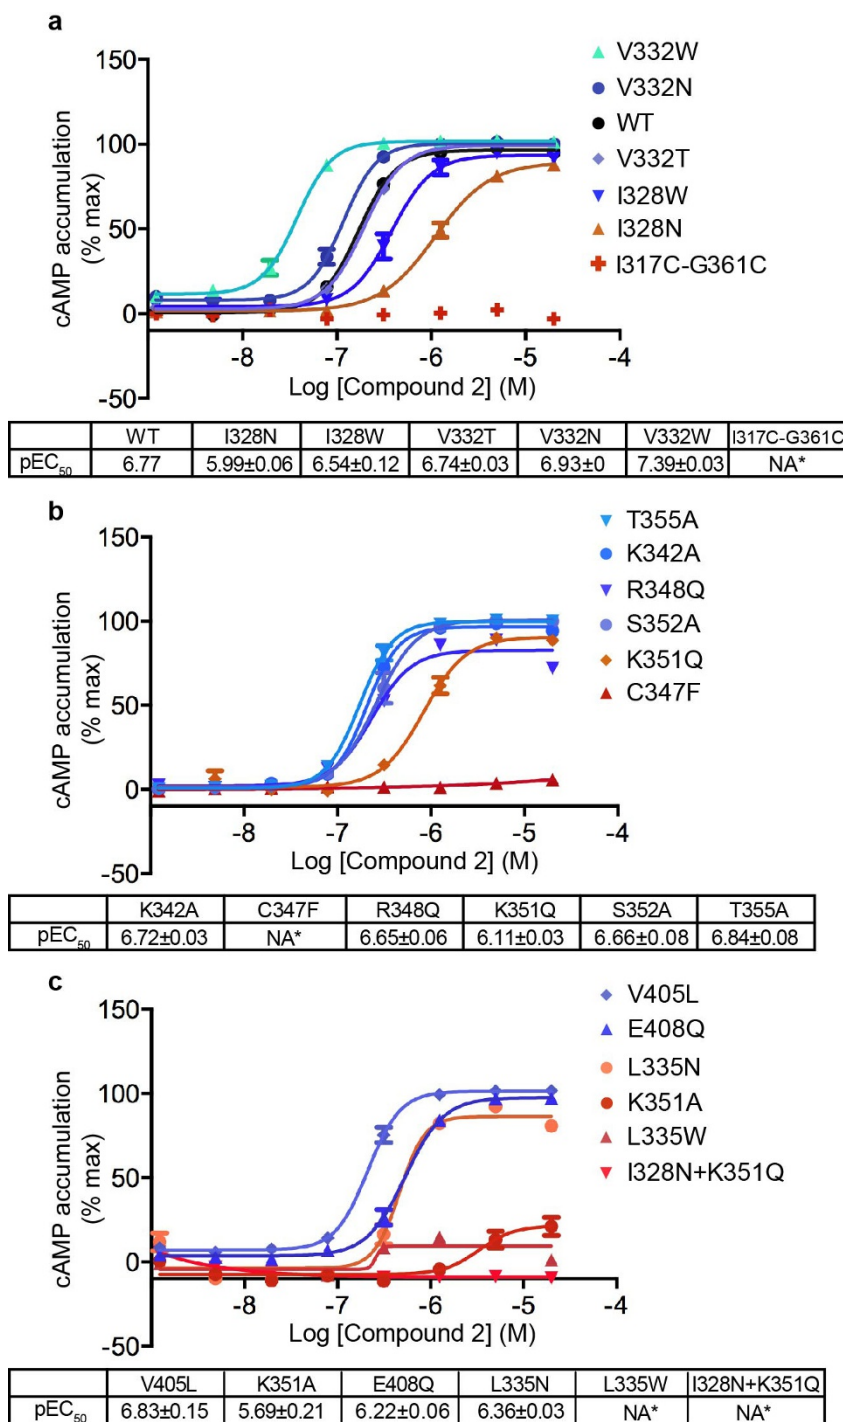 a
V332W
V332N
WT
V332T
I328W
I328N
I317C-G361C
150
100
50
0
-50
cAMP accumulation
(% max)
-8 -7 -6 -5 -4
Log [Compound 2] (M)
WT I328N I328W V332T V332N V332W I317C-G361C
pEC50 6.77 5.99±0.06 6.54±0.12 6.74±0.03 6.93±0 7.39±0.03 NA*
b
T355A
K342A
R348Q
S352A
K351Q
C347F
150
100
50
0
-50
cAMP accumulation
(% max)
-8 -7 -6 -5 -4
Log [Compound 2] (M)
K342A C347F R348Q K351Q S352A T355A
pEC50 6.72±0.03 NA* 6.65±0.06 6.11±0.03 6.66±0.08 6.84±0.08
c
V405L
E408Q
L335N
K351A
L335W
I328N+K351Q
150
100
50
0
-50
cAMP accumulation
(% max)
-8 -7 -6 -5 -4
Log [Compound 2] (M)
V405L K351A E408Q L335N L335W I328N+K351Q
pEC50 6.83±0.15 5.69±0.21 6.22±0.06 6.36±0.03 NA* NA*